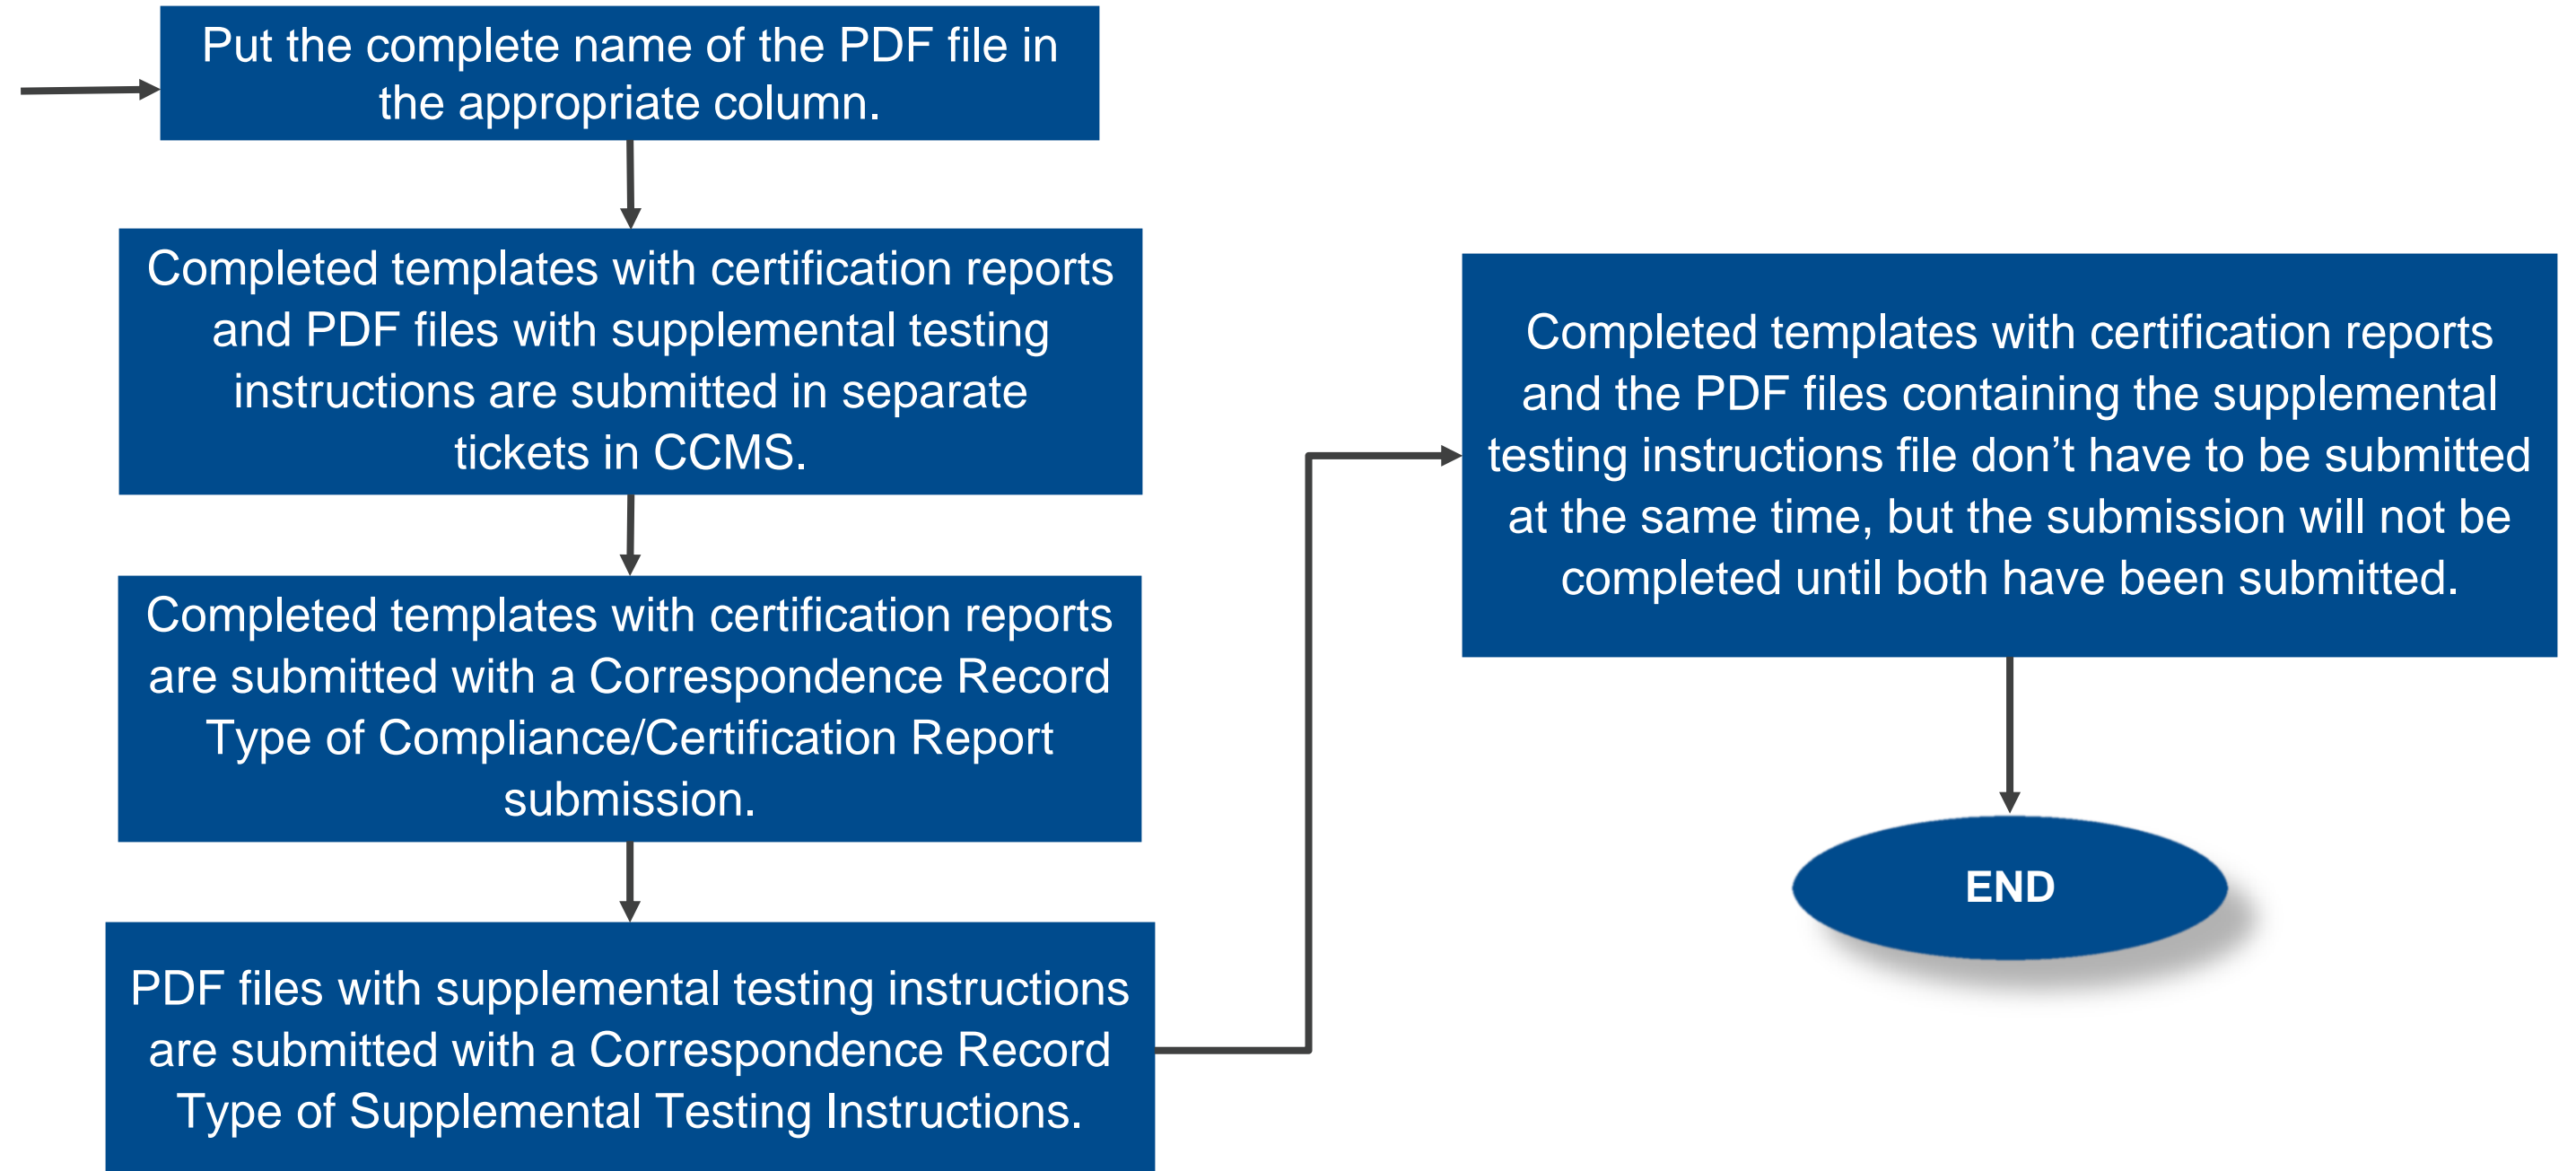 Put the complete name of the PDF file in
the appropriate column.
Completed templates with certification reports
and PDF files with supplemental testing
instructions are submitted in separate
tickets in CCMS.
Completed templates with certification reports
are submitted with a Correspondence Record
Type of Compliance/Certification Report
submission.
PDF files with supplemental testing instructions
are submitted with a Correspondence Record
Type of Supplemental Testing Instructions.
Completed templates with certification reports
and the PDF files containing the supplemental
testing instructions file don’t have to be submitted
at the same time, but the submission will not be
completed until both have been submitted.
END